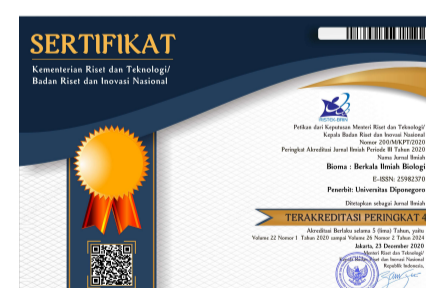 SERTIFIKAT
Kementerian Riset dan Teknologi/
Badan Riset dan Inovasi Nasional
RISTEK-BRIN
Petikan dari Keputusan Menteri Riset dan Teknologi/
Kepala Badan Riset dan Inovasi Nasional
Nomor 200/M/KPT/2020
Peringkat Akreditasi Jurnal Ilmiah Periode III Tahun 2020
Nama Jurnal Ilmiah
Bioma : Berkala Ilmiah Biologi
E-ISSN: 25982370
Penerbit: Universitas Diponegoro
Ditetapkan sebagai Jurnal Ilmiah
TERAKREDITASI PERINGKAT 4
Akreditasi Berlaku selama 5 (lima) Tahun, yaitu
Volume 22 Nomor 1 Tahun 2020 sampai Volume 26 Nomor 2 Tahun 2024
Jakarta, 23 Desember 2020
Menteri Riset dan Teknologi/
Kepala Badan Riset dan Inovasi Nasional
Republik Indonesia,